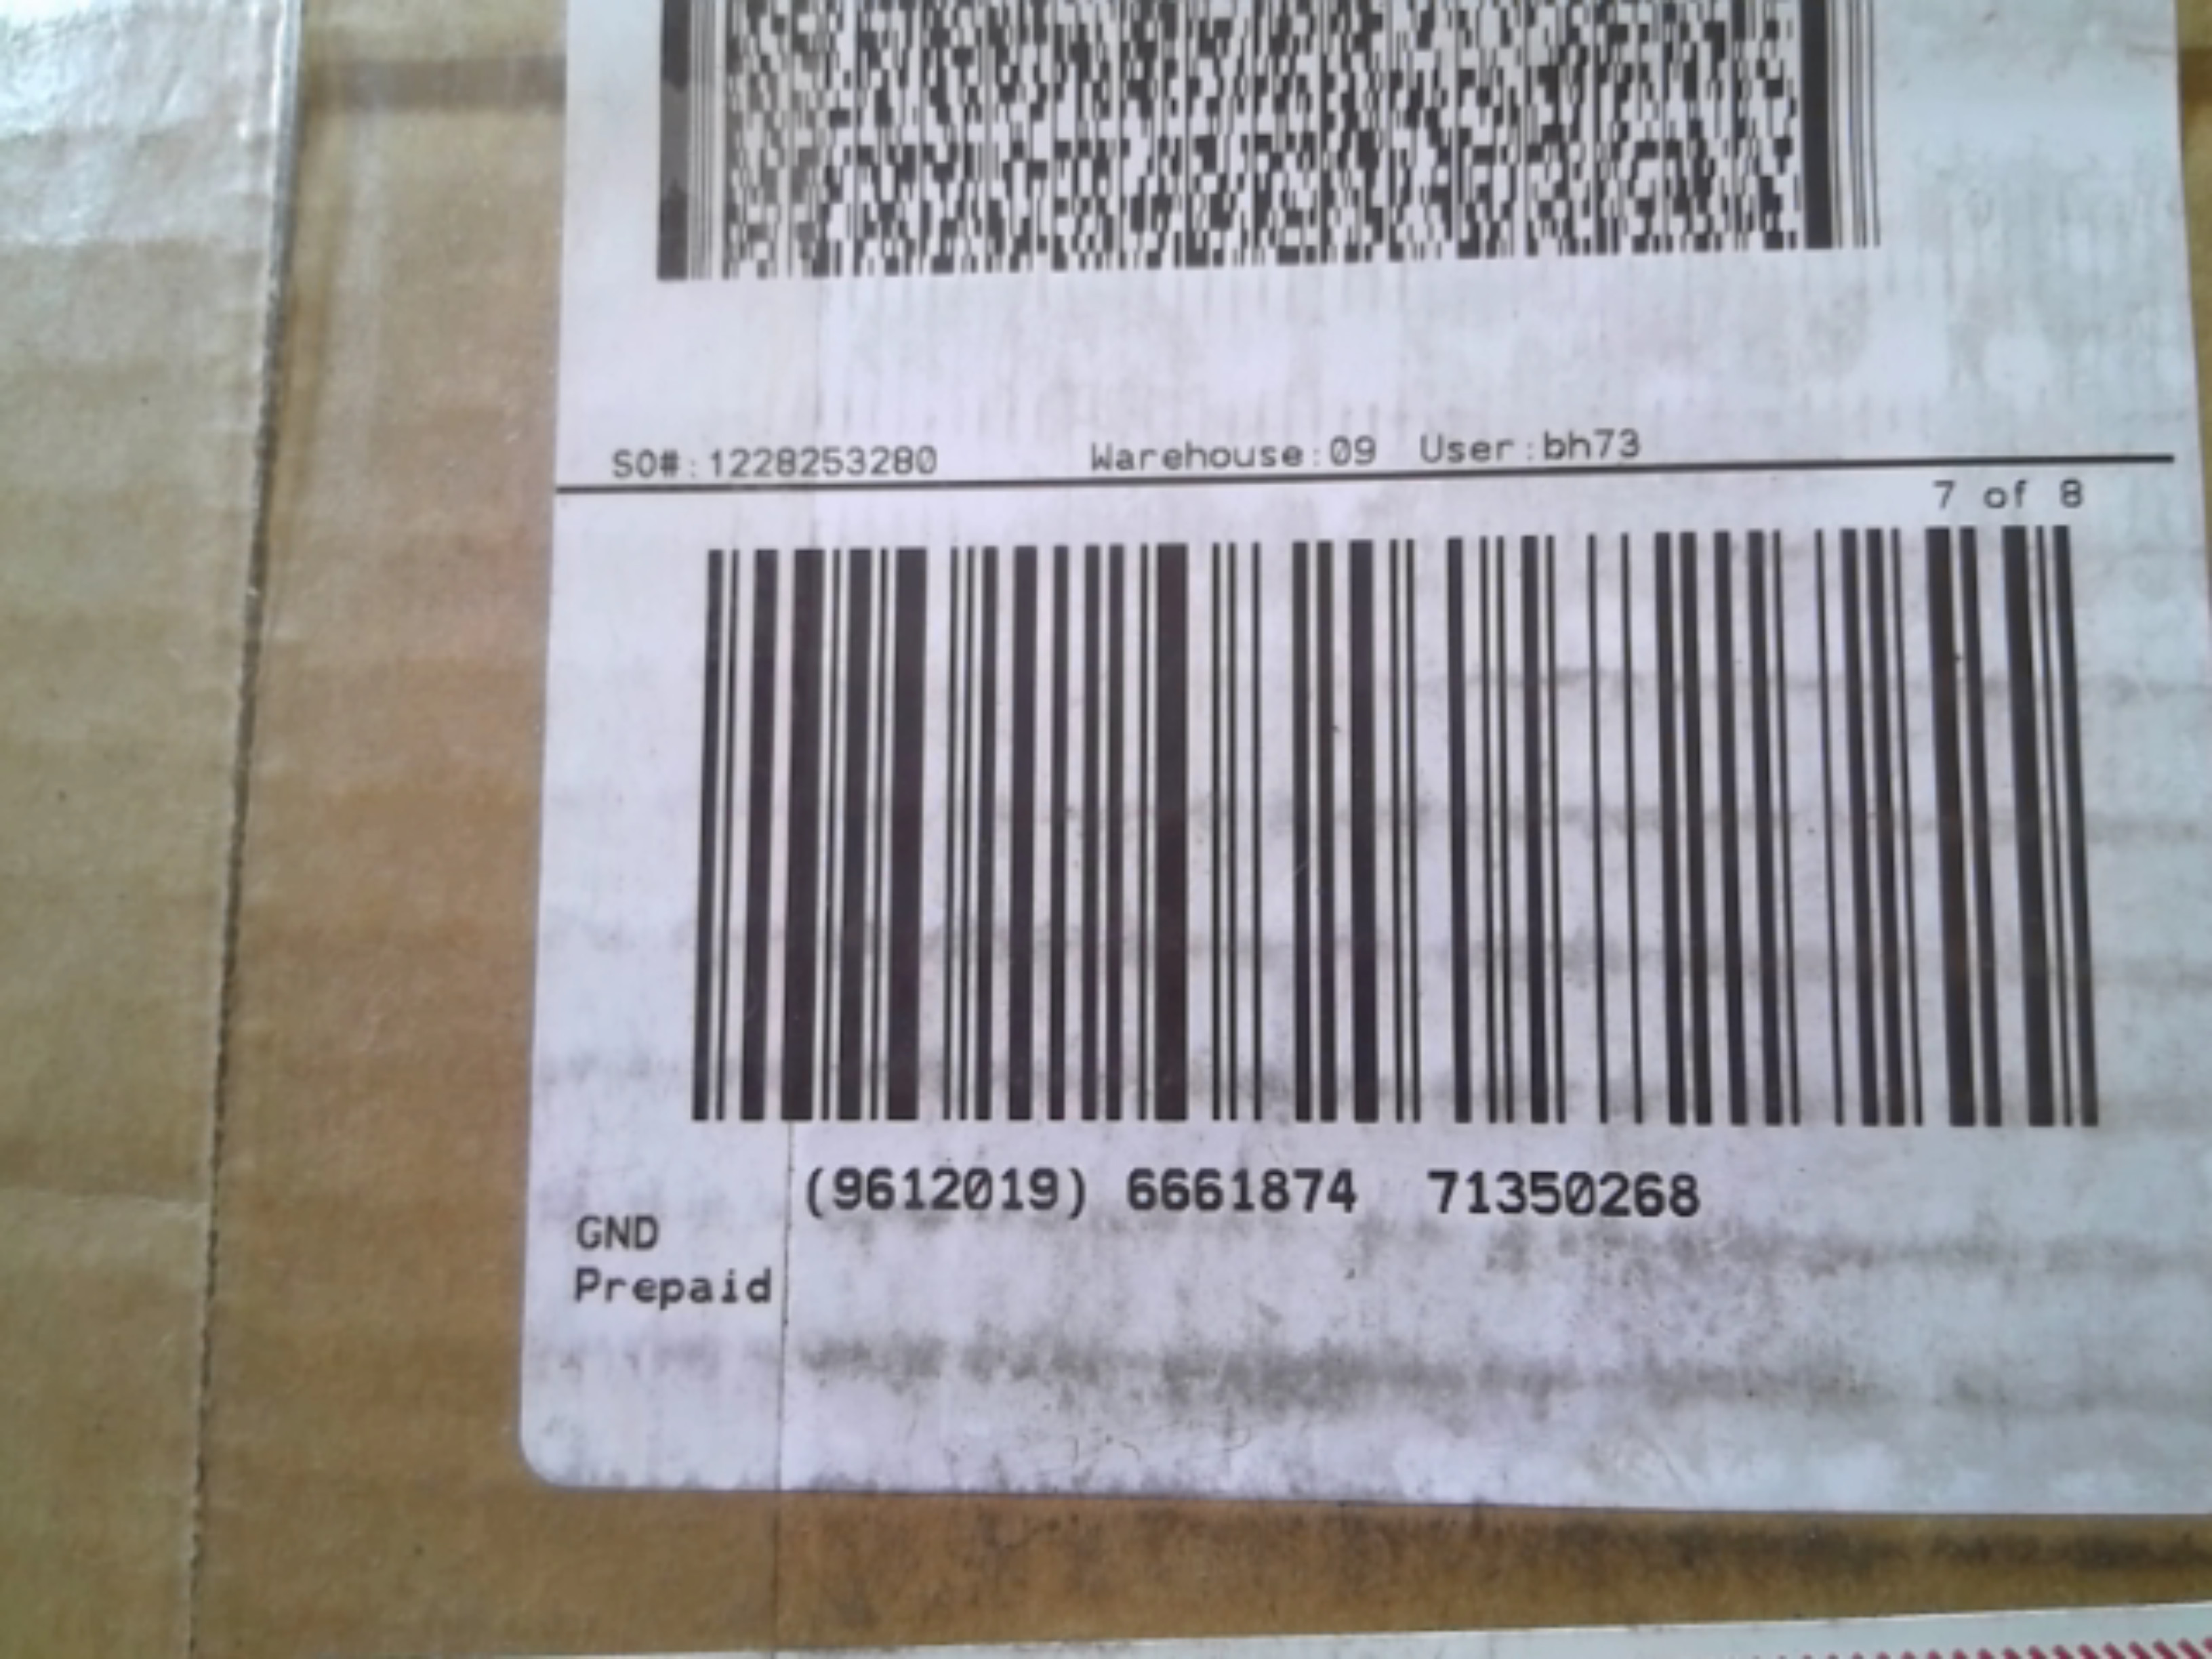 SO#:1228253280 Warehouse:09 User:bh73
7 of 8
(9612019) 6661874 71350268
GND
Prepaid